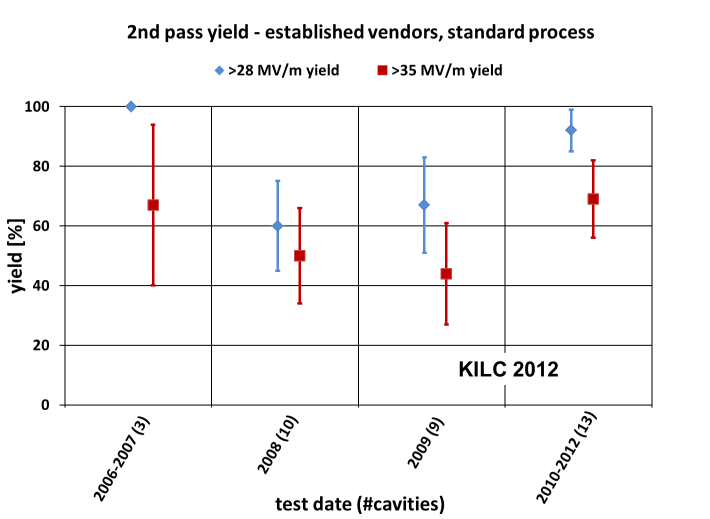 2nd pass yield - established vendors, standard process
>28 MV/m yield >35 MV/m yield
100
80
60
40
20
0
yield [%]
KILC 2012
2006-2007 (3) 2008 (10) 2009 (9) 2010-2012 (13)
test date (#cavities)